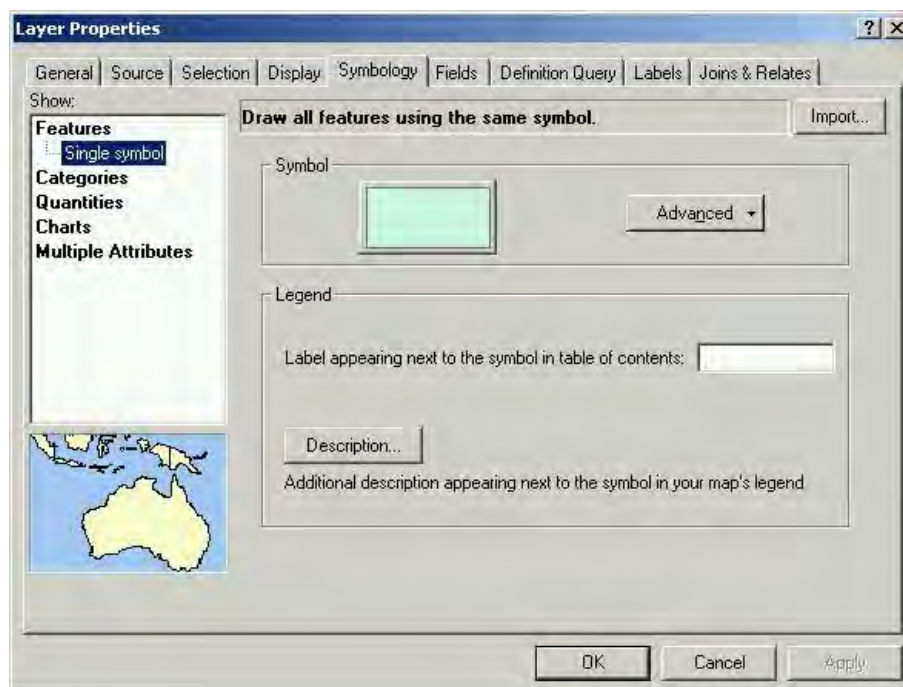 Layer Properties
General Source Selection Display Symbology Fields Definition Query Labels Joins & Relates
Show:
Features
Single symbol
Categories
Quantities
Charts
Multiple Attributes
Draw all features using the same symbol.
Import...
Symbol
Advanced
Legend
Label appearing next to the symbol in table of contents:
Description...
Additional description appearing next to the symbol in your map's legend
OK Cancel Apply